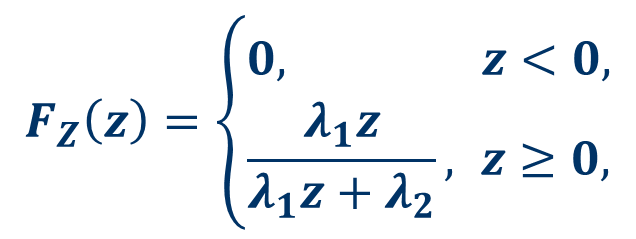 F_Z(z) = { 0, z < 0,
λ₁z / (λ₁z + λ₂), z ≥ 0,